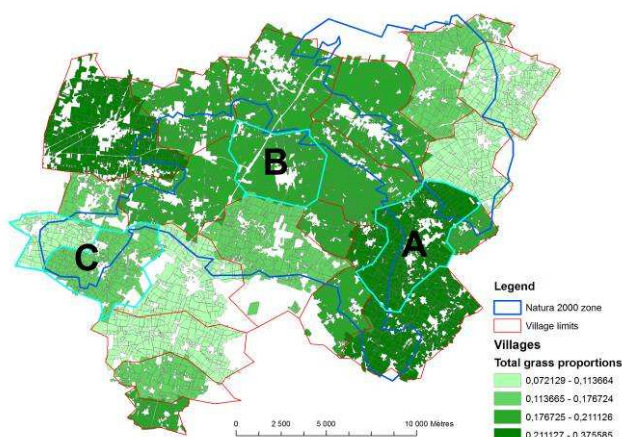 B
A
C
Legend
Natura 2000 zone
Village limits
Villages
Total grass proportions
0,072129 - 0,113664
0,113665 - 0,176724
0,176725 - 0,211126
0,211127 - 0,375585
0 2 500 5 000 10 000 Mètres